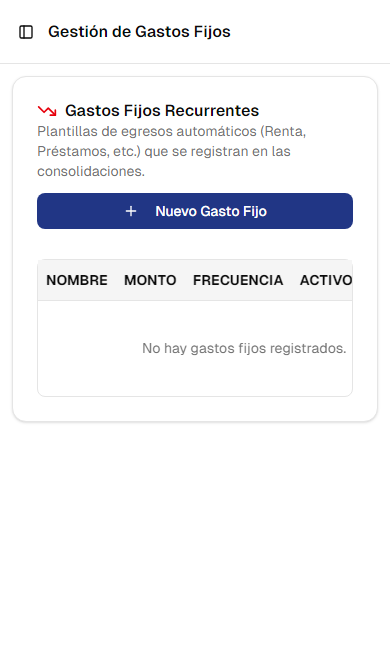 Gestión de Gastos Fijos
Gastos Fijos Recurrentes
Plantillas de egresos automáticos (Renta,
Préstamos, etc.) que se registran en las
consolidaciones.
Nuevo Gasto Fijo
NOMBRE MONTO FRECUENCIA ACTIVO
No hay gastos fijos registrados.